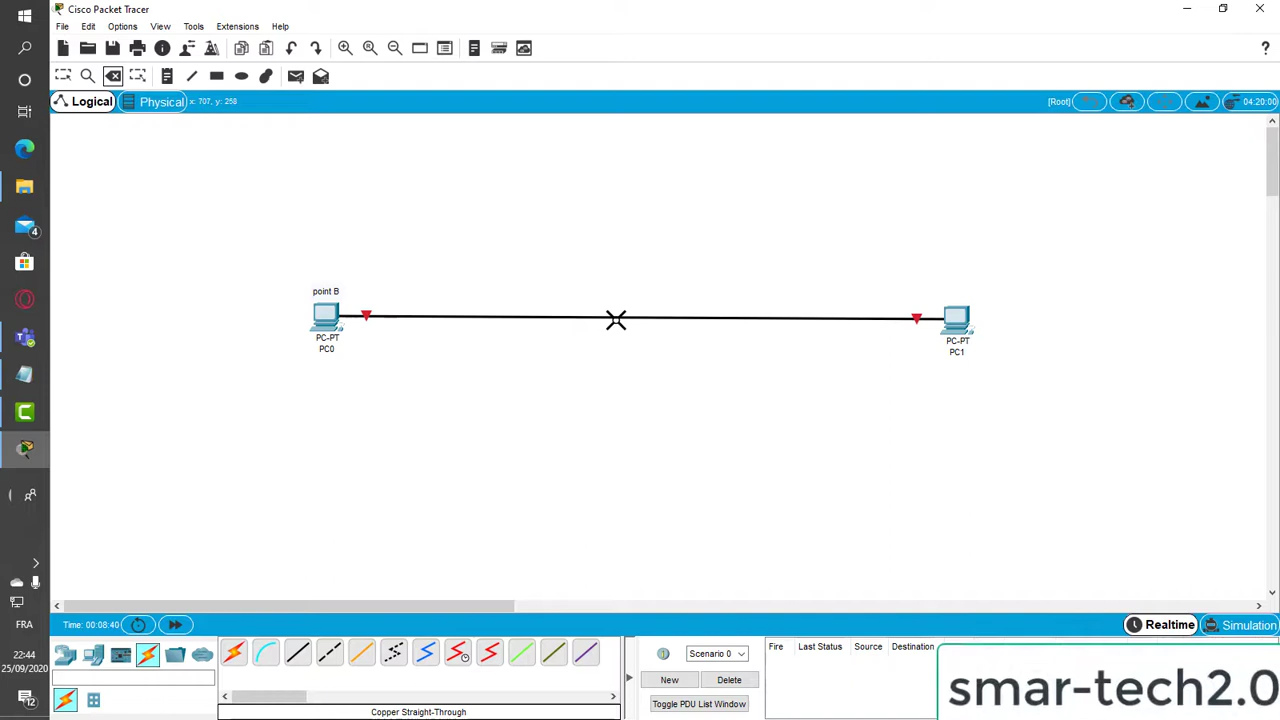 Cisco Packet Tracer
File Edit Options View Tools Extensions Help
Logical Physical x: 707, y: 258 [Root] 04:20:00
point B
PC-PT
PC0
PC-PT
PC1
4
Time: 00:08:40 Realtime Simulation
FRA
22:44
25/09/2020
12
Scenario 0
New Delete
Toggle PDU List Window
Fire Last Status Source Destination
Copper Straight-Through
smar-tech2.0